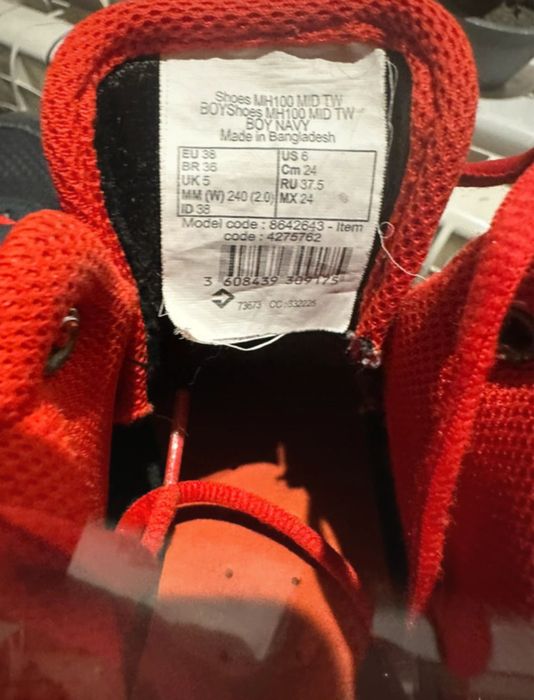 Shoes MH100 MID TW
BOYShoes MH100 MID TW
BOY NAVY
Made in Bangladesh
EU 38 US 6
BR 36 Cm 24
UK 5 RU 37.5
MM (W) 240 (2.0) MX 24
ID 38
Model code : 8642643 - Item
code : 4275762
3 608439 309175
73673 CC :332225